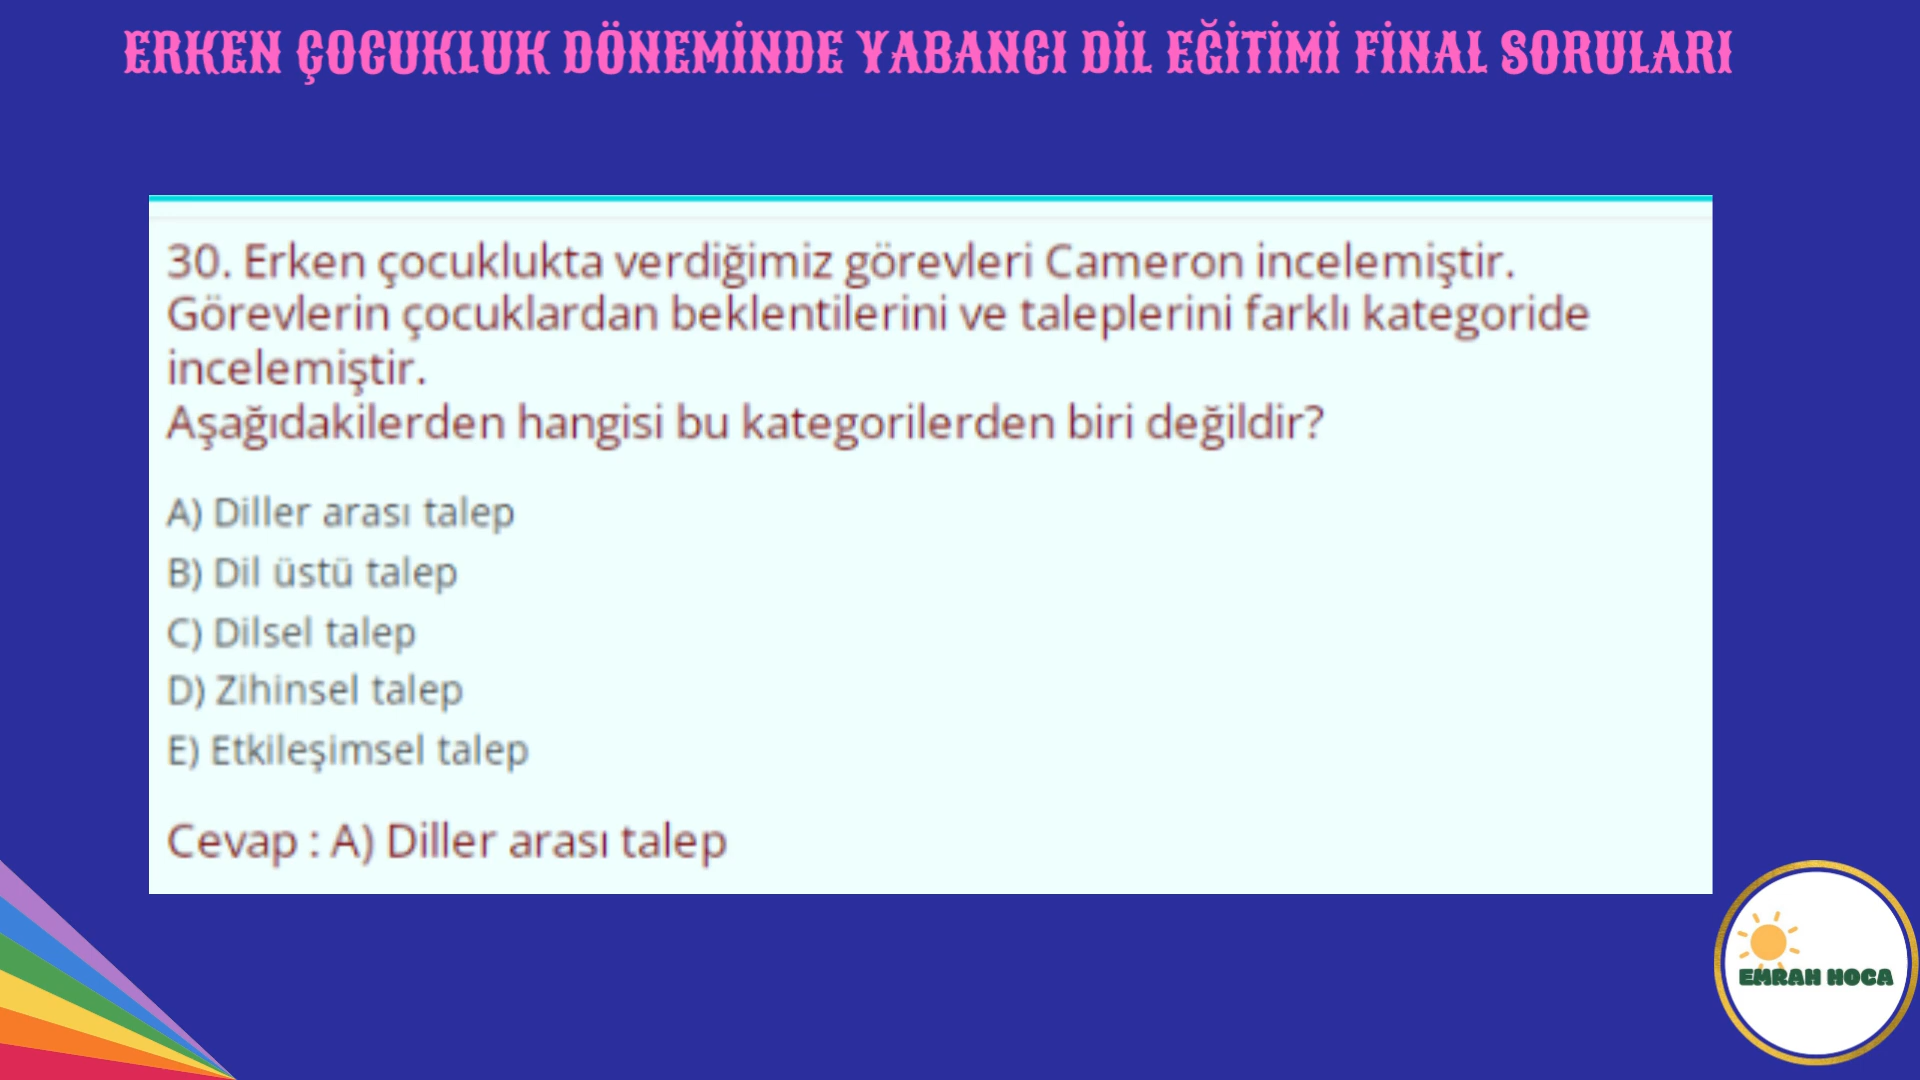 ERKEN ÇOCUKLUK DÖNEMİNDE YABANCI DİL EĞİTİMİ FİNAL SORULARI
30. Erken çocuklukta verdiğimiz görevleri Cameron incelemiştir.
Görevlerin çocuklardan beklentilerini ve taleplerini farklı kategoride
incelemiştir.
Aşağıdakilerden hangisi bu kategorilerden biri değildir?
A) Diller arası talep
B) Dil üstü talep
C) Dilsel talep
D) Zihinsel talep
E) Etkileşimsel talep
Cevap : A) Diller arası talep
EMRAH HOCA